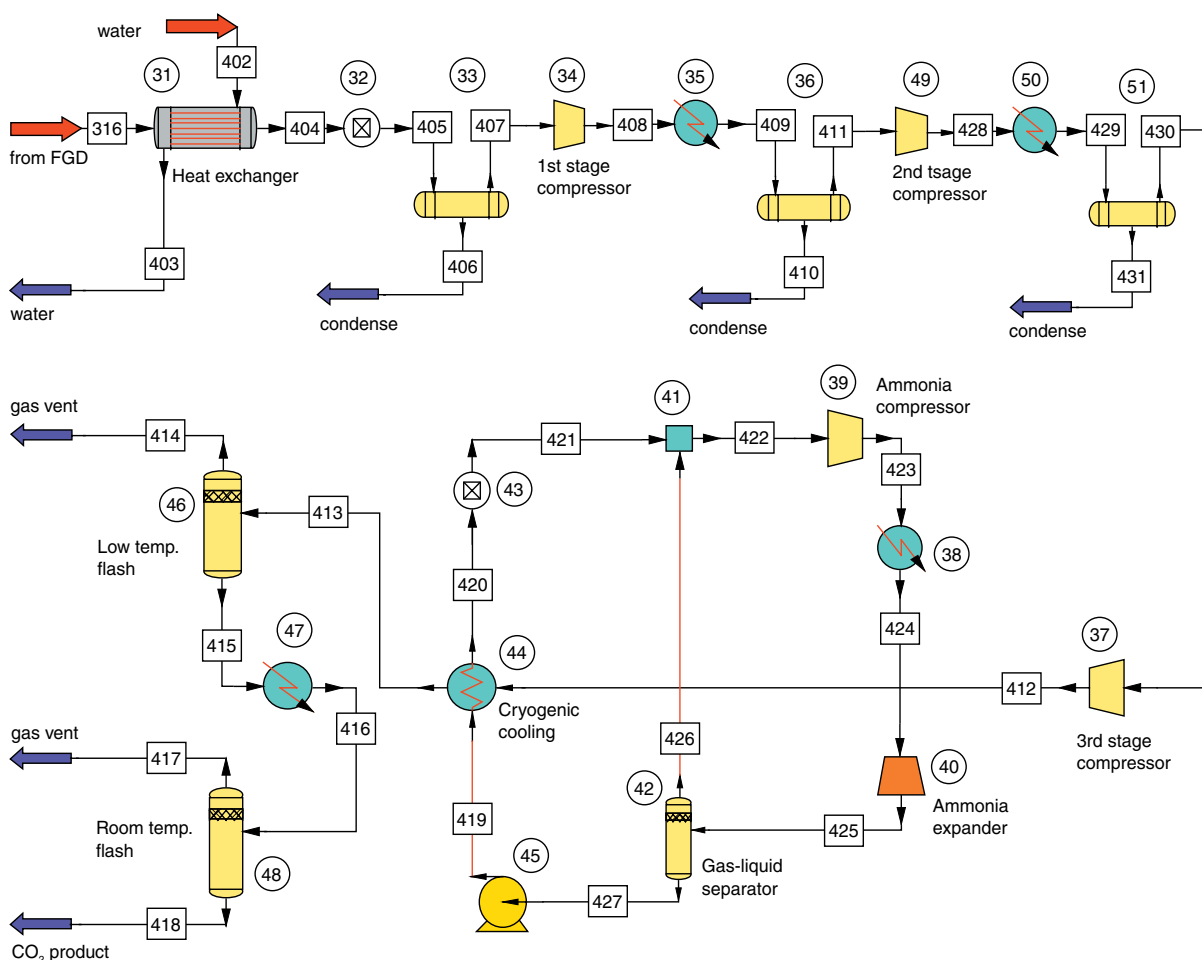 water
402
31
32
33
34
35
36
49
50
51
316
404
405
407
408
409
411
428
429
430
from FGD
Heat exchanger
1st stage
compressor
2nd tsage
compressor
403
406
410
431
water
condense
condense
condense
gas vent
414
421
41
422
39
Ammonia
compressor
423
46
413
43
38
Low temp.
flash
420
415
47
44
424
37
412
Cryogenic
cooling
416
426
3rd stage
compressor
gas vent
417
42
40
Room temp.
flash
419
425
Ammonia
expander
48
45
Gas-liquid
separator
418
427
CO₂ product